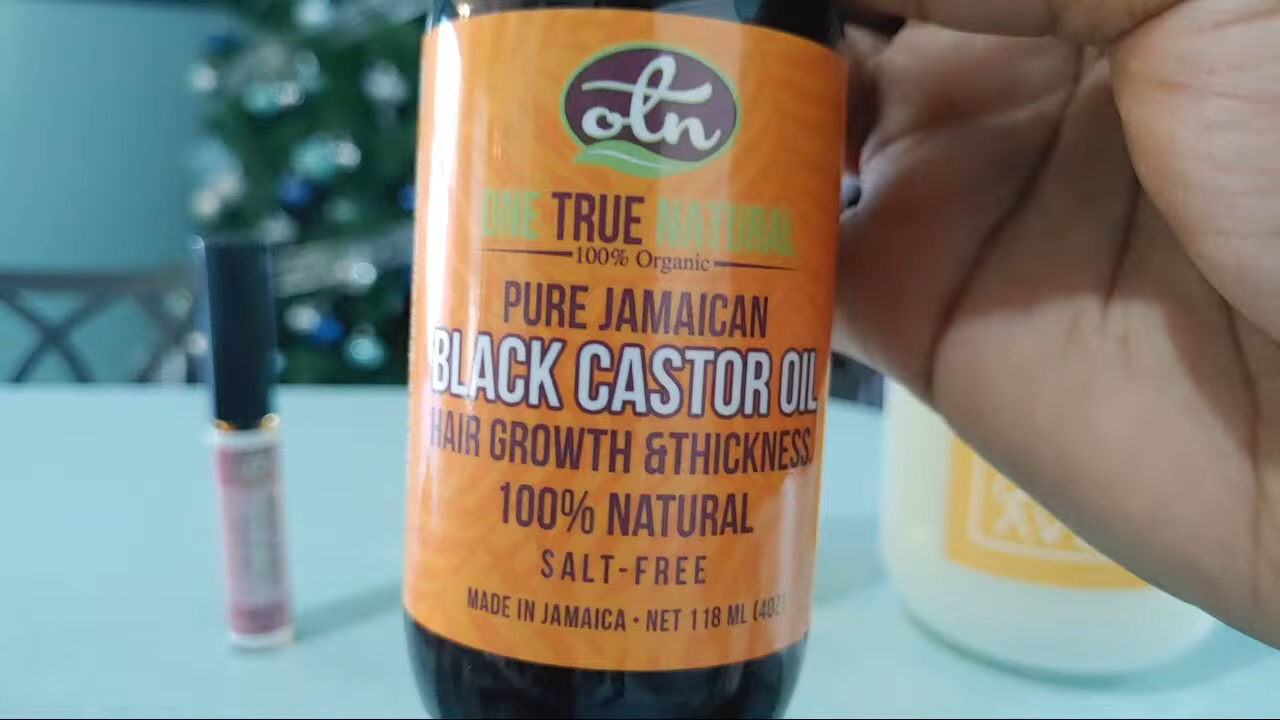 otn
ONE TRUE NATURAL
100% Organic
PURE JAMAICAN
BLACK CASTOR OIL
HAIR GROWTH &THICKNESS
100% NATURAL
SALT-FREE
MADE IN JAMAICA • NET 118 ML (4OZ)